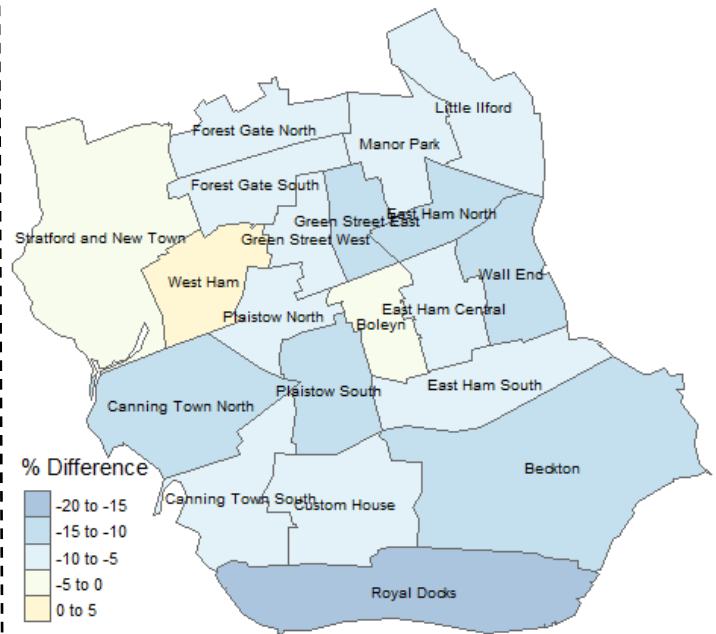 Little Ilford
Forest Gate North
Manor Park
Forest Gate South
Green Street East
East Ham North
Stratford and New Town
Green Street West
West Ham
Wall End
Plaistow North
Boleyn
East Ham Central
Plaistow South
East Ham South
Canning Town North
% Difference
Beckton
Canning Town South
Custom House
Royal Docks
-20 to -15
-15 to -10
-10 to -5
-5 to 0
0 to 5